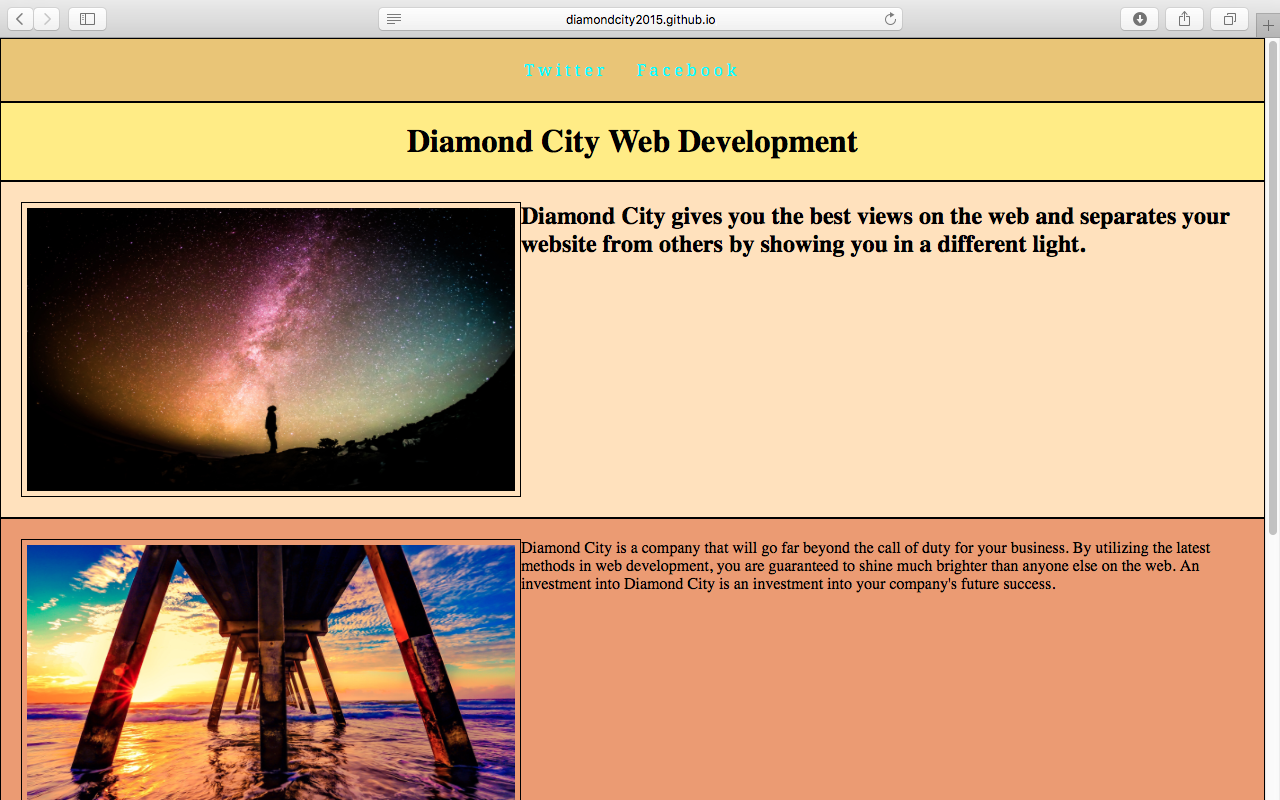 diamondcity2015.github.io
Twitter Facebook
Diamond City Web Development
Diamond City gives you the best views on the web and separates your
website from others by showing you in a different light.
Diamond City is a company that will go far beyond the call of duty for your business. By utilizing the latest
methods in web development, you are guaranteed to shine much brighter than anyone else on the web. An
investment into Diamond City is an investment into your company's future success.